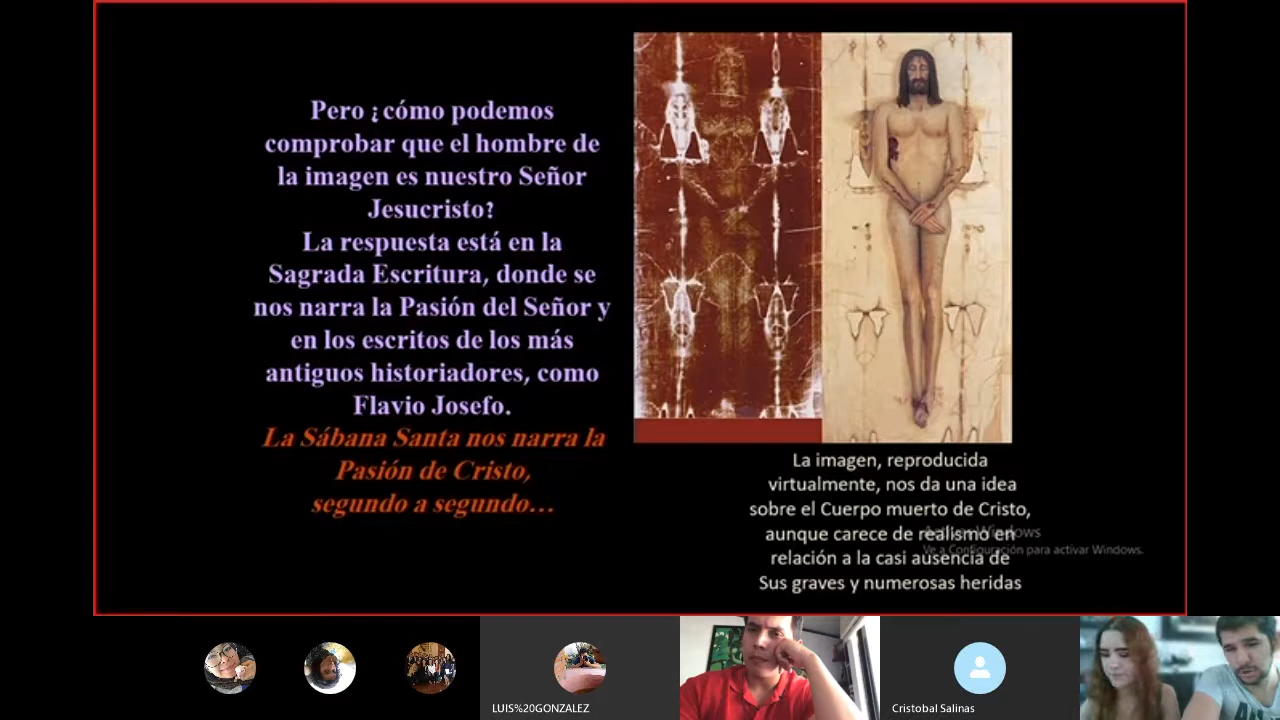 Pero ¿cómo podemos
comprobar que el hombre de
la imagen es nuestro Señor
Jesucristo?
La respuesta está en la
Sagrada Escritura, donde se
nos narra la Pasión del Señor y
en los escritos de los más
antiguos historiadores, como
Flavio Josefo.
La Sábana Santa nos narra la
Pasión de Cristo,
segundo a segundo...
La imagen, reproducida
virtualmente, nos da una idea
sobre el Cuerpo muerto de Cristo,
aunque carece de realismo en
relación a la casi ausencia de
Sus graves y numerosas heridas
Activar Windows
Ve a Configuración para activar Windows.
LUIS%20GONZALEZ
Cristobal Salinas